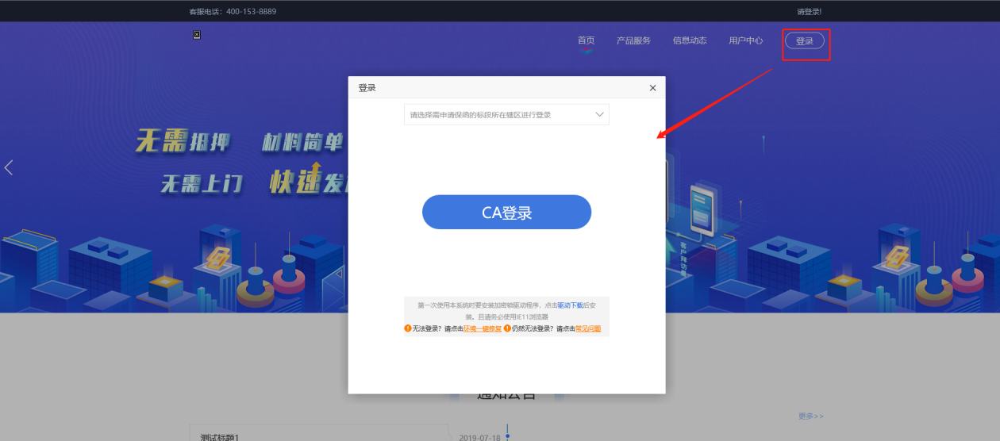 客服电话：400-153-8889
请登录!
首页
产品服务
信息动态
用户中心
登录
登录
请选择需申请保函的标段所在辖区进行登录
无需抵押 材料简单
无需上门 快速发
CA登录
客户拜访量
第一次使用本系统时要安装加密锁驱动程序，点击驱动下载后安
装。且请务必使用IE11浏览器
无法登录？请点击环境一键修复 仍然无法登录？请点击常见问题
通知公告
更多>>
测试标题1
2019-07-18